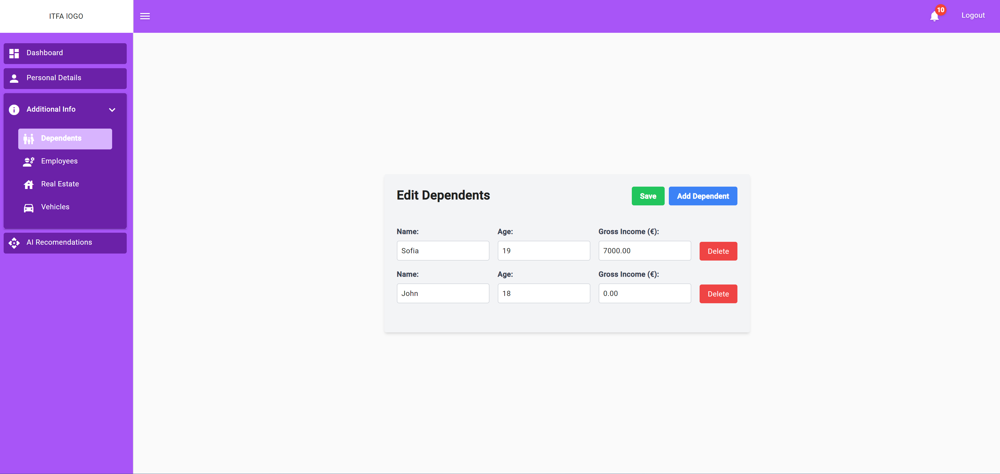 ITFA lOGO
10
Logout
Dashboard
Personal Details
Additional Info
Dependents
Employees
Real Estate
Vehicles
AI Recomendations
Edit Dependents
Save
Add Dependent
Name:
Age:
Gross Income (€):
Sofia
19
7000.00
Delete
Name:
Age:
Gross Income (€):
John
18
0.00
Delete